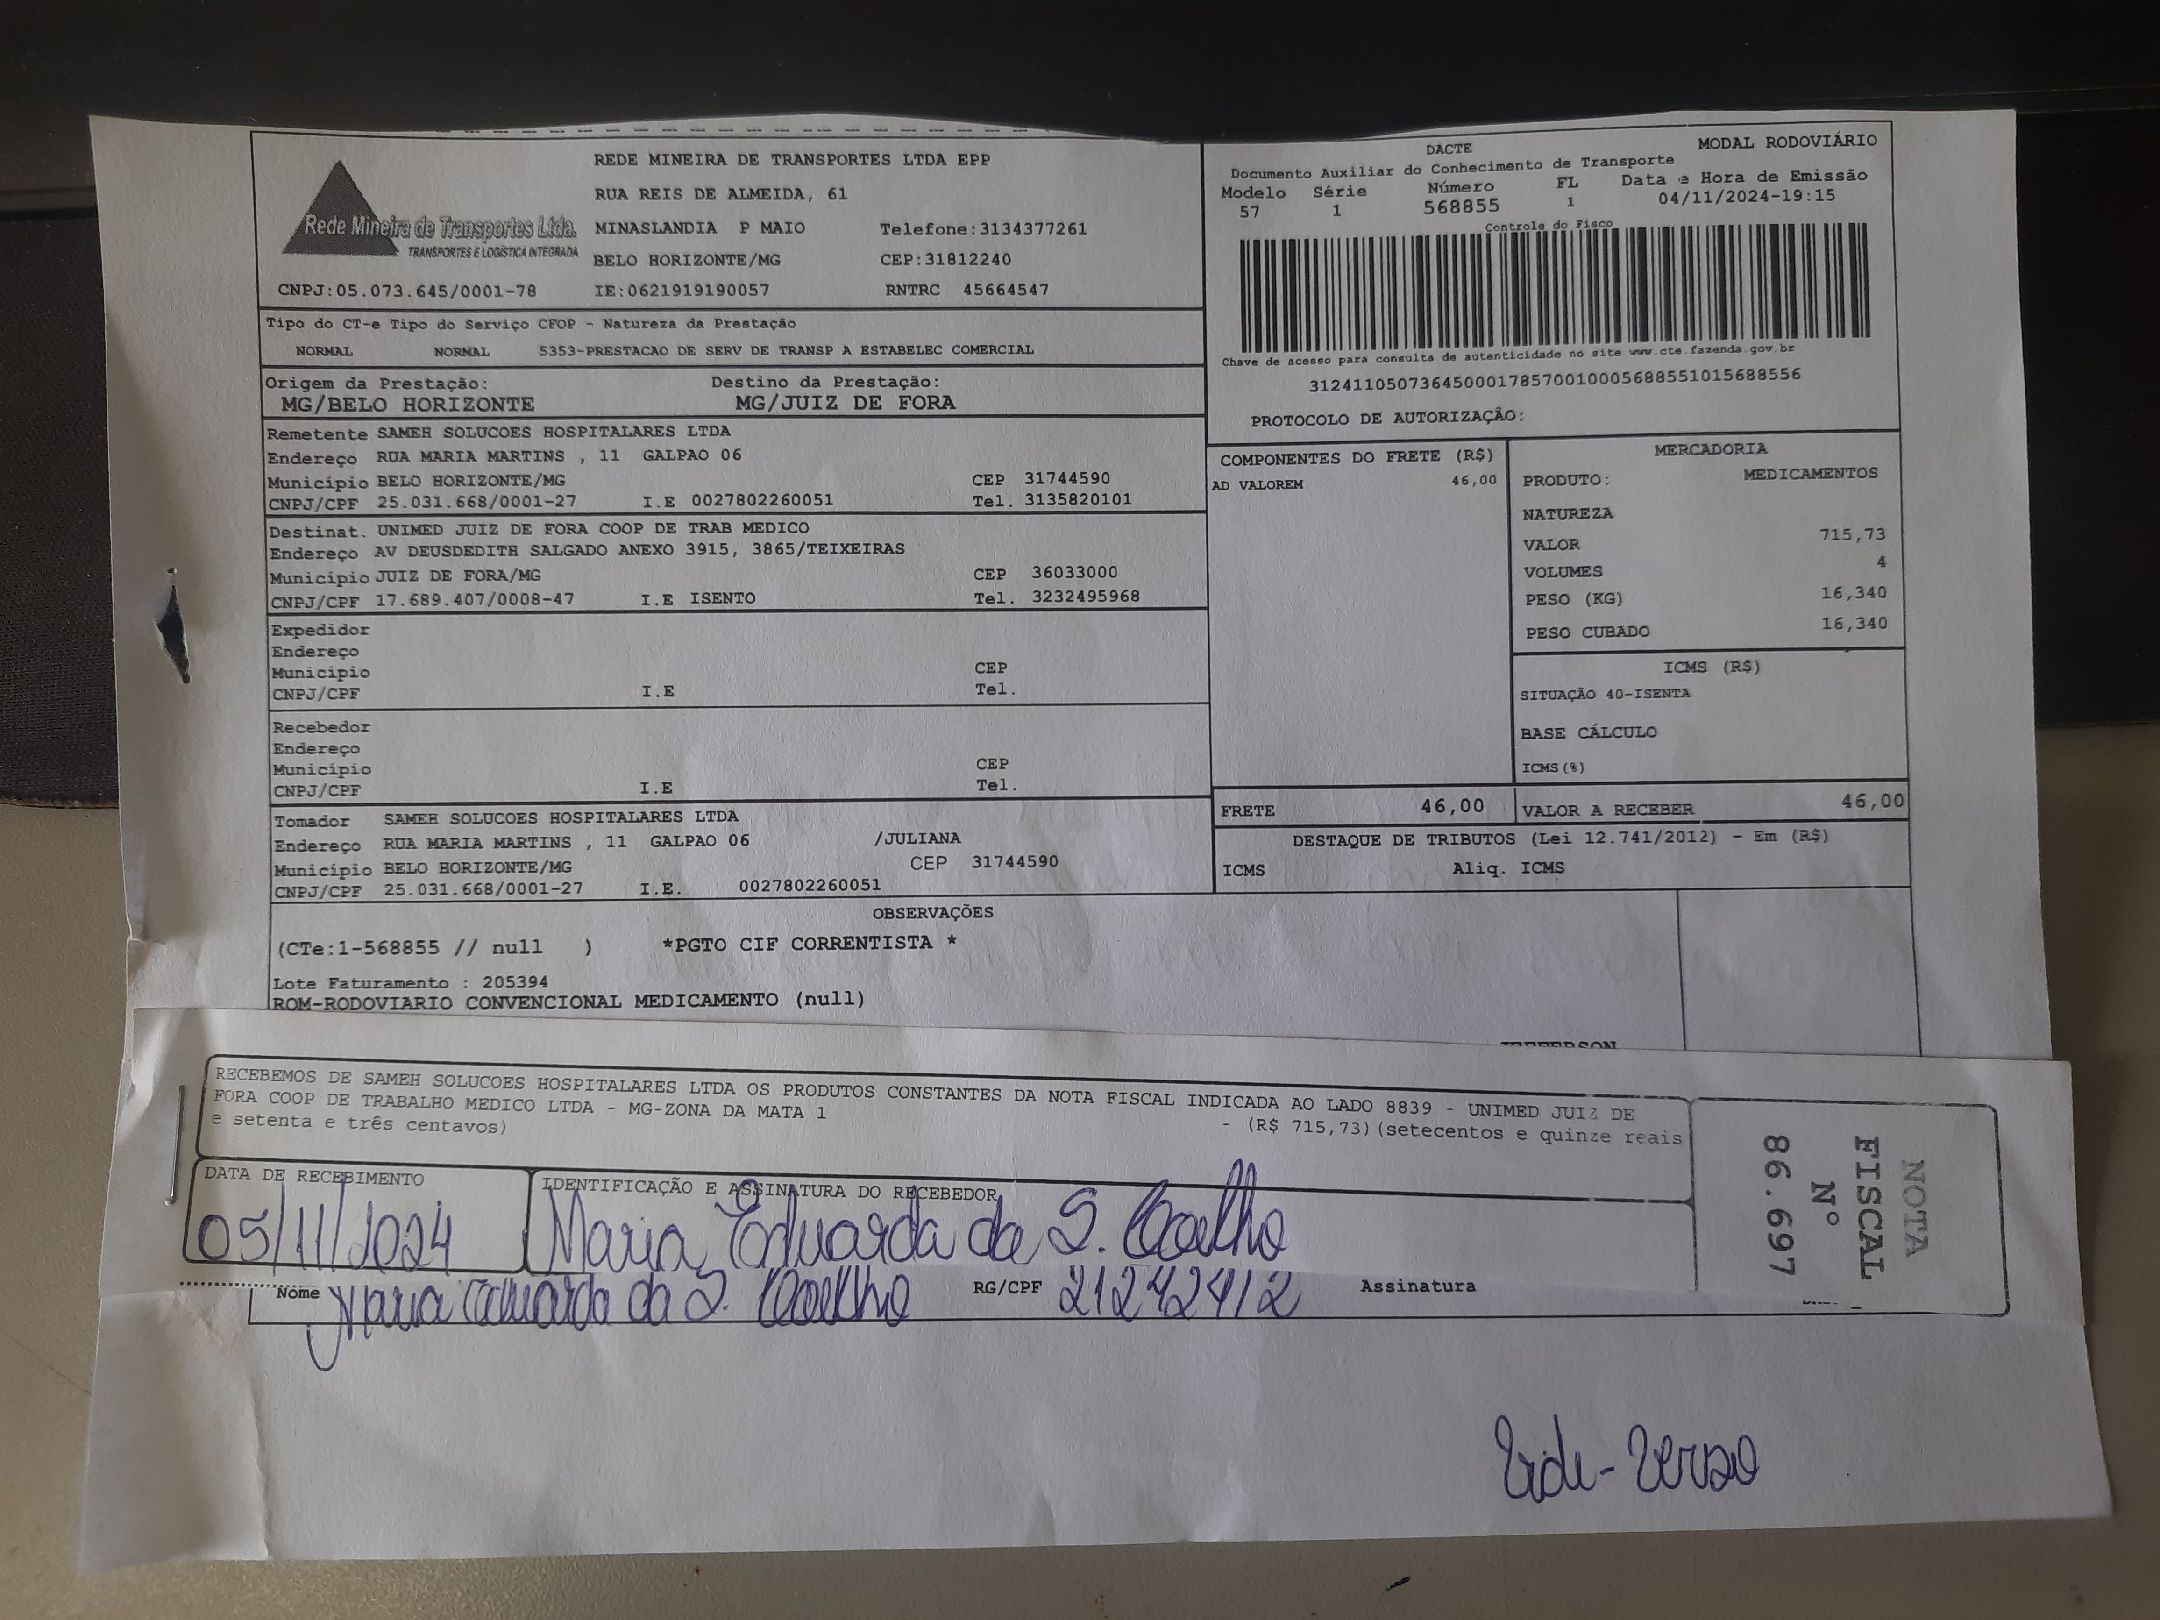 REDE MINEIRA DE TRANSPORTES LTDA EPP
RUA REIS DE ALMEIDA, 61
Rede Mineira de Transportes Ltda.
TRANSPORTES E LOGÍSTICA INTEGRADA
MINASLANDIA P MAIO Telefone:3134377261
BELO HORIZONTE/MG CEP:31812240
CNPJ:05.073.645/0001-78 IE:0621919190057 RNTRC 45664547
DACTE MODAL RODOVIÁRIO
Documento Auxiliar do Conhecimento de Transporte
Modelo Série Número FL Data e Hora de Emissão
57 1 568855 1 04/11/2024-19:15
Controle do Fisco
Chave de acesso para consulta de autenticidade no site www.cte.fazenda.gov.br
31241105073645000178570010005688551015688556
PROTOCOLO DE AUTORIZAÇÃO:
Tipo do CT-e Tipo do Serviço CFOP - Natureza da Prestação
NORMAL NORMAL 5353-PRESTACAO DE SERV DE TRANSP A ESTABELEC COMERCIAL
Origem da Prestação: Destino da Prestação:
MG/BELO HORIZONTE MG/JUIZ DE FORA
Remetente SAMEH SOLUCOES HOSPITALARES LTDA
Endereço RUA MARIA MARTINS , 11 GALPAO 06
Município BELO HORIZONTE/MG CEP 31744590
CNPJ/CPF 25.031.668/0001-27 I.E 0027802260051 Tel. 3135820101
Destinat. UNIMED JUIZ DE FORA COOP DE TRAB MEDICO
Endereço AV DEUSDEDITH SALGADO ANEXO 3915, 3865/TEIXEIRAS
Município JUIZ DE FORA/MG CEP 36033000
CNPJ/CPF 17.689.407/0008-47 I.E ISENTO Tel. 3232495968
Expedidor
Endereço
Município CEP
CNPJ/CPF I.E Tel.
Recebedor
Endereço
Município CEP
CNPJ/CPF I.E Tel.
Tomador SAMEH SOLUCOES HOSPITALARES LTDA
Endereço RUA MARIA MARTINS , 11 GALPAO 06 /JULIANA
Município BELO HORIZONTE/MG CEP 31744590
CNPJ/CPF 25.031.668/0001-27 I.E. 0027802260051
COMPONENTES DO FRETE (R$)
AD VALOREM 46,00
MERCADORIA
PRODUTO: MEDICAMENTOS
NATUREZA
VALOR 715,73
VOLUMES 4
PESO (KG) 16,340
PESO CUBADO 16,340
ICMS (R$)
SITUAÇÃO 40-ISENTA
BASE CÁLCULO
ICMS(%)
FRETE 46,00 VALOR A RECEBER 46,00
DESTAQUE DE TRIBUTOS (Lei 12.741/2012) - Em (R$)
ICMS Aliq. ICMS
OBSERVAÇÕES
(CTe:1-568855 // null ) *PGTO CIF CORRENTISTA *
Lote Faturamento : 205394
ROM-RODOVIARIO CONVENCIONAL MEDICAMENTO (null)
JEFFERSON
RECEBEMOS DE SAMEH SOLUCOES HOSPITALARES LTDA OS PRODUTOS CONSTANTES DA NOTA FISCAL INDICADA AO LADO 8839 - UNIMED JUIZ DE
FORA COOP DE TRABALHO MEDICO LTDA - MG-ZONA DA MATA 1 - (R$ 715,73)(setecentos e quinze reais
e setenta e três centavos)
DATA DE RECEBIMENTO IDENTIFICAÇÃO E ASSINATURA DO RECEBEDOR
05/11/2024 Maria Eduarda da S. Coelho
Nome Maria Eduarda da S. Coelho RG/CPF 21242412 Assinatura
NOTA
FISCAL
Nº
86.697
Vide-verso